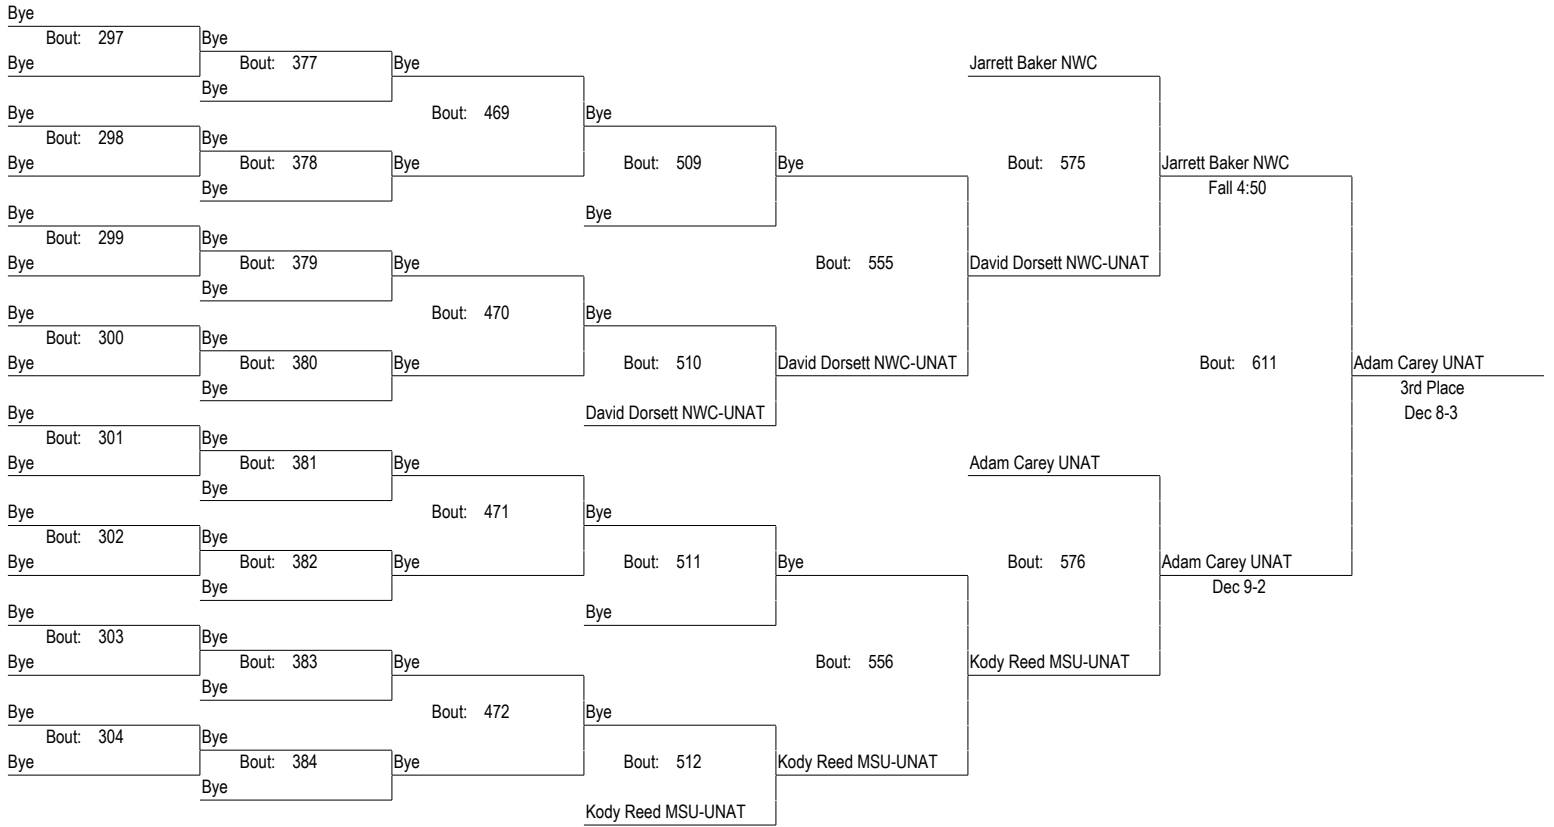 Bye
Bout: 297 Bye
Bye Bout: 377 Bye Jarrett Baker NWC
Bye
Bye Bout: 469 Bye
Bout: 298 Bye
Bye Bout: 378 Bye Bout: 509 Bye Bout: 575 Jarrett Baker NWC
Bye Fall 4:50
Bye Bye
Bout: 299 Bye
Bye Bout: 379 Bye Bout: 555 David Dorsett NWC-UNAT
Bye
Bye Bout: 470 Bye
Bout: 300 Bye
Bye Bout: 380 Bye Bout: 510 David Dorsett NWC-UNAT Bout: 611 Adam Carey UNAT
Bye 3rd Place
Bye David Dorsett NWC-UNAT Dec 8-3
Bout: 301 Bye
Bye Bout: 381 Bye Adam Carey UNAT
Bye
Bye Bout: 471 Bye
Bout: 302 Bye
Bye Bout: 382 Bye Bout: 511 Bye Bout: 576 Adam Carey UNAT
Bye Dec 9-2
Bye Bye
Bout: 303 Bye
Bye Bout: 383 Bye Bout: 556 Kody Reed MSU-UNAT
Bye
Bye Bout: 472 Bye
Bout: 304 Bye
Bye Bout: 384 Bye Bout: 512 Kody Reed MSU-UNAT
Bye
Kody Reed MSU-UNAT